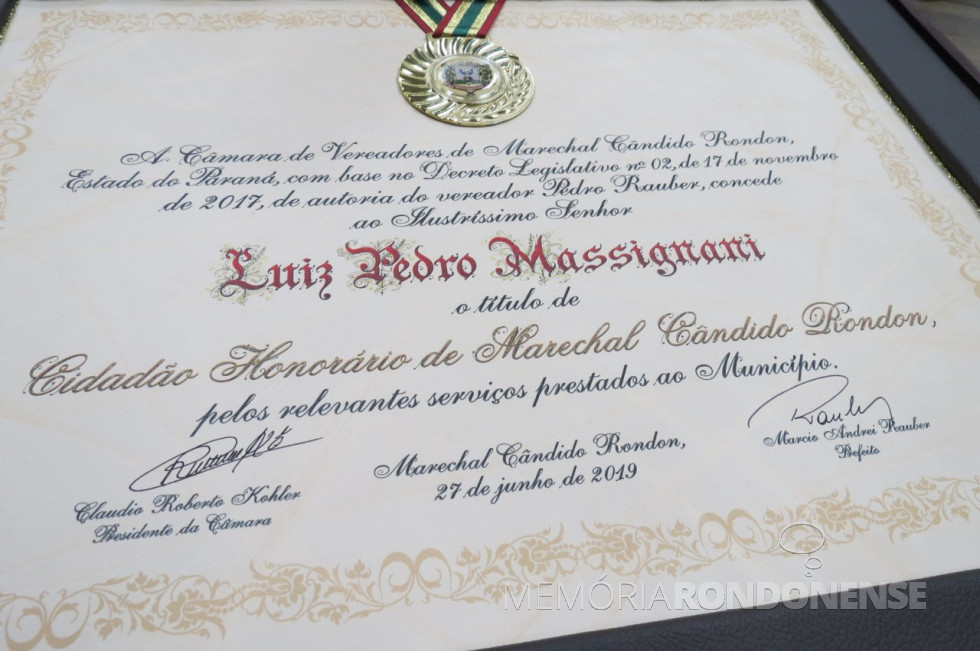 A Câmara de Vereadores de Marechal Cândido Rondon,
Estado do Paraná, com base no Decreto Legislativo nº 02, de 17 de novembro
de 2017, de autoria do vereador Pedro Rauber, concede
ao Ilustríssimo Senhor
Luiz Pedro Massignani
o título de
Cidadão Honorário de Marechal Cândido Rondon,
pelos relevantes serviços prestados ao Município.
Marechal Cândido Rondon,
27 de junho de 2019
Rauber
Marcio Andrei Rauber
Prefeito
Claudio Roberto Kohler
Presidente da Câmara
MEMÓRIARONDONENSE